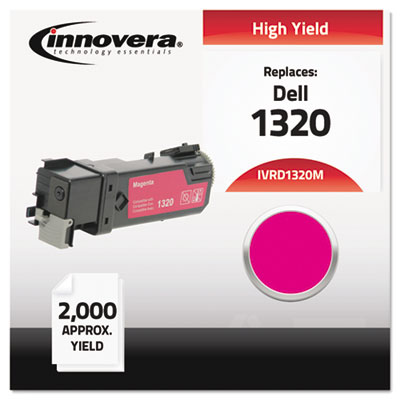 innovera
technology essentials
High Yield
Replaces:
Dell
1320
IVRD1320M
Magenta
1320
2,000
APPROX.
YIELD